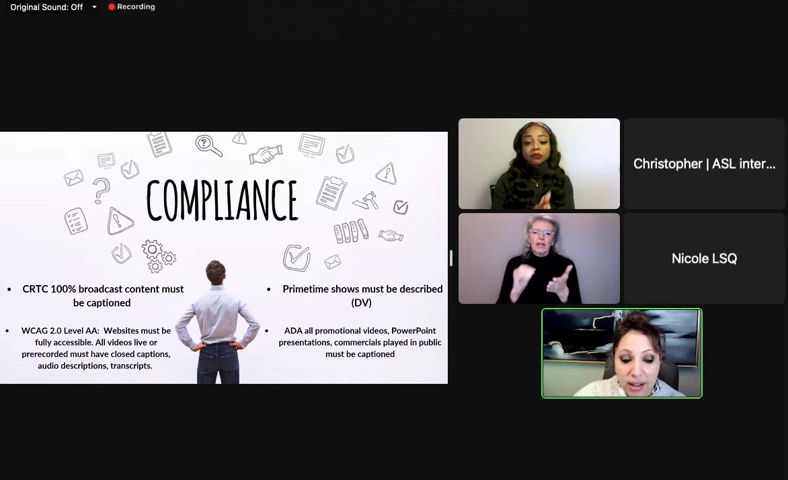 Original Sound: Off
Recording
COMPLIANCE
• CRTC 100% broadcast content must
be captioned
• WCAG 2.0 Level AA: Websites must be
fully accessible. All videos live or
prerecorded must have closed captions,
audio descriptions, transcripts.
• Primetime shows must be described
(DV)
• ADA all promotional videos, PowerPoint
presentations, commercials played in public
must be captioned
Christopher | ASL inter...
Nicole LSQ